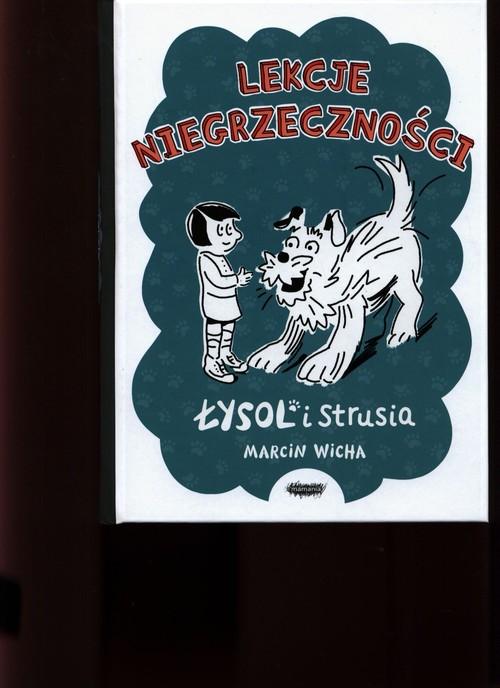 LEKCJE
NIEGRZECZNOŚCI
ŁYSOL i Strusia
MARCIN WICHA
mamania